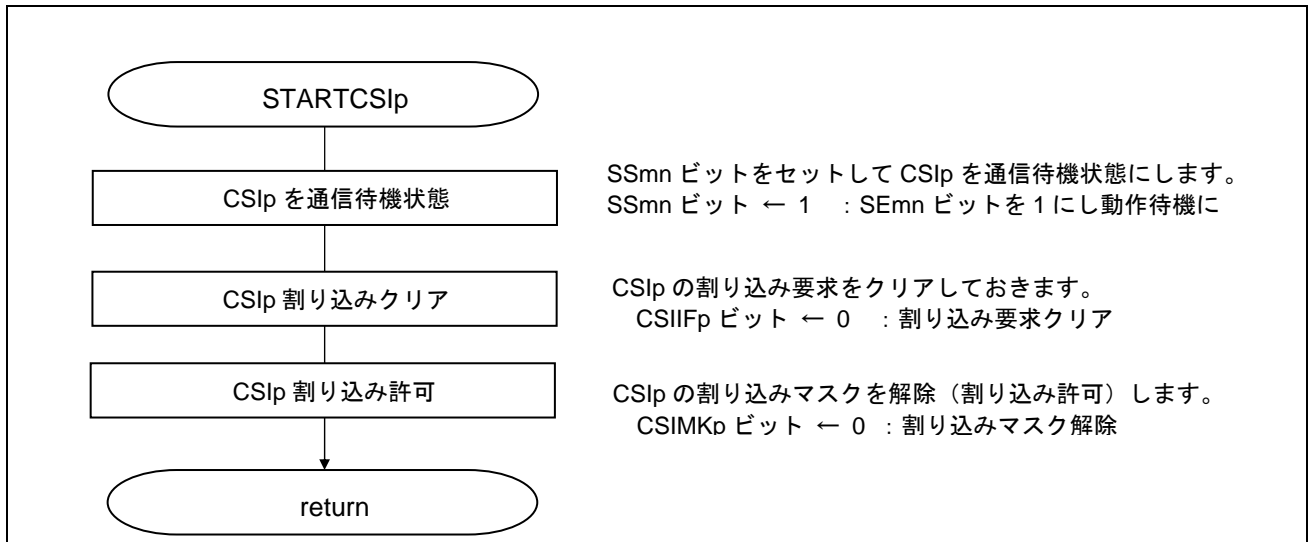 STARTCSIp
CSIp を通信待機状態
SSmn ビットをセットして CSIp を通信待機状態にします。
SSmn ビット ← 1 ：SEmn ビットを 1 にし動作待機に
CSIp 割り込みクリア
CSIp の割り込み要求をクリアしておきます。
CSIIFp ビット ← 0 ：割り込み要求クリア
CSIp 割り込み許可
CSIp の割り込みマスクを解除（割り込み許可）します。
CSIMKp ビット ← 0 ：割り込みマスク解除
return